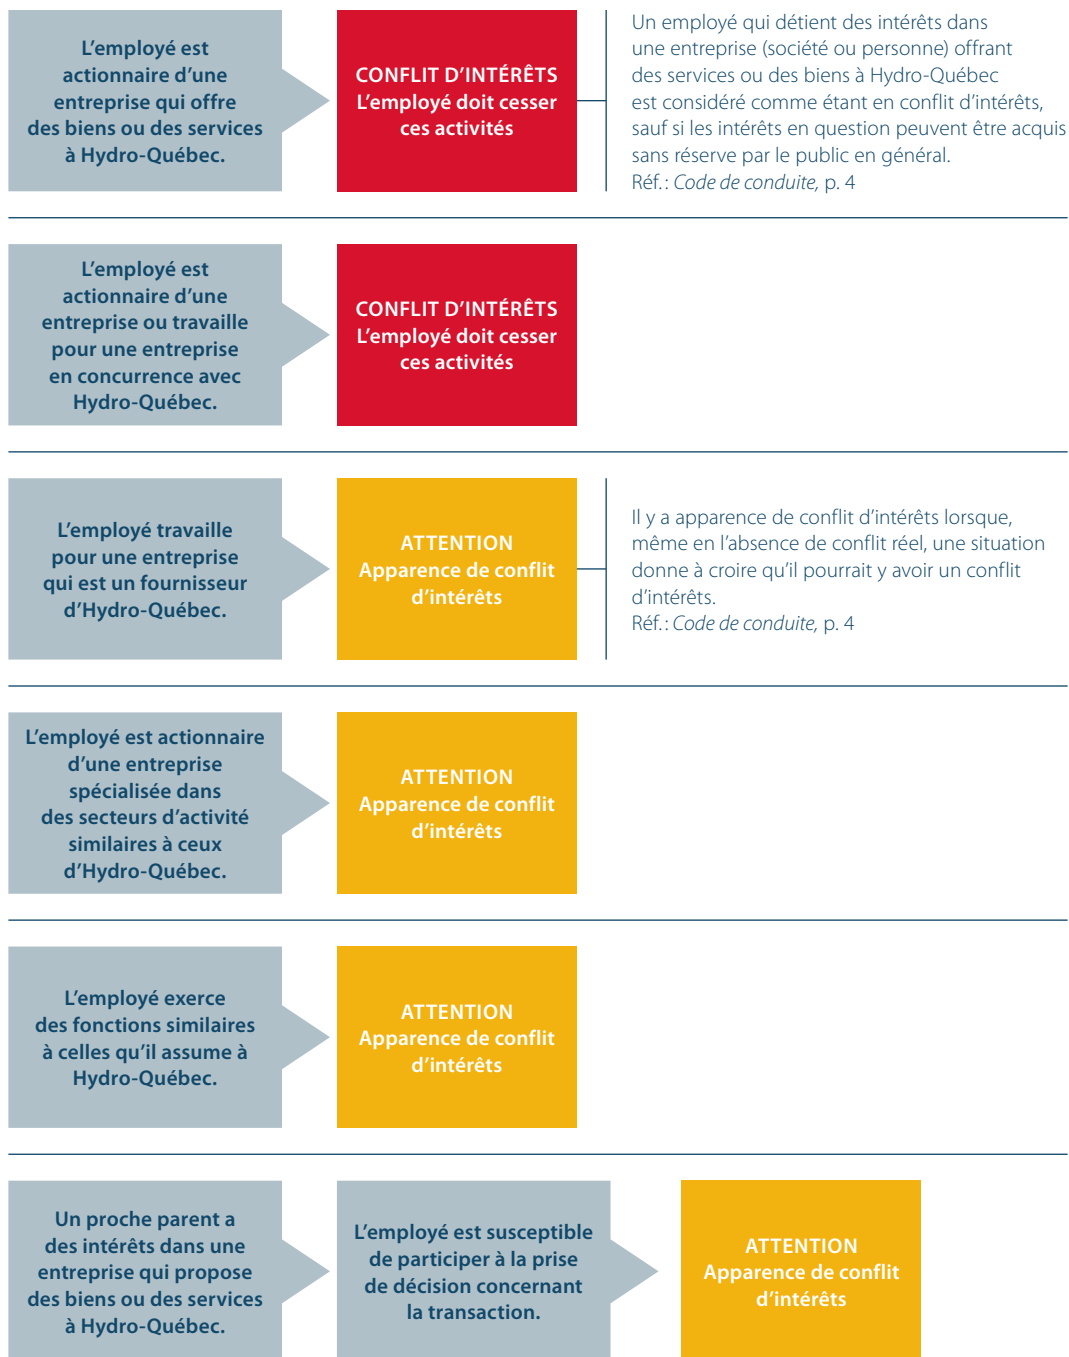 L'employé est
actionnaire d'une
entreprise qui offre
des biens ou des services
à Hydro-Québec.
CONFLIT D'INTÉRÊTS
L'employé doit cesser
ces activités
Un employé qui détient des intérêts dans
une entreprise (société ou personne) offrant
des services ou des biens à Hydro-Québec
est considéré comme étant en conflit d'intérêts,
sauf si les intérêts en question peuvent être acquis
sans réserve par le public en général.
Réf. : Code de conduite, p. 4
L'employé est
actionnaire d'une
entreprise ou travaille
pour une entreprise
en concurrence avec
Hydro-Québec.
CONFLIT D'INTÉRÊTS
L'employé doit cesser
ces activités
L'employé travaille
pour une entreprise
qui est un fournisseur
d'Hydro-Québec.
ATTENTION
Apparence de conflit
d'intérêts
Il y a apparence de conflit d'intérêts lorsque,
même en l'absence de conflit réel, une situation
donne à croire qu'il pourrait y avoir un conflit
d'intérêts.
Réf. : Code de conduite, p. 4
L'employé est actionnaire
d'une entreprise
spécialisée dans
des secteurs d'activité
similaires à ceux
d'Hydro-Québec.
ATTENTION
Apparence de conflit
d'intérêts
L'employé exerce
des fonctions similaires
à celles qu'il assume à
Hydro-Québec.
ATTENTION
Apparence de conflit
d'intérêts
Un proche parent a
des intérêts dans une
entreprise qui propose
des biens ou des services
à Hydro-Québec.
L'employé est susceptible
de participer à la prise
de décision concernant
la transaction.
ATTENTION
Apparence de conflit
d'intérêts